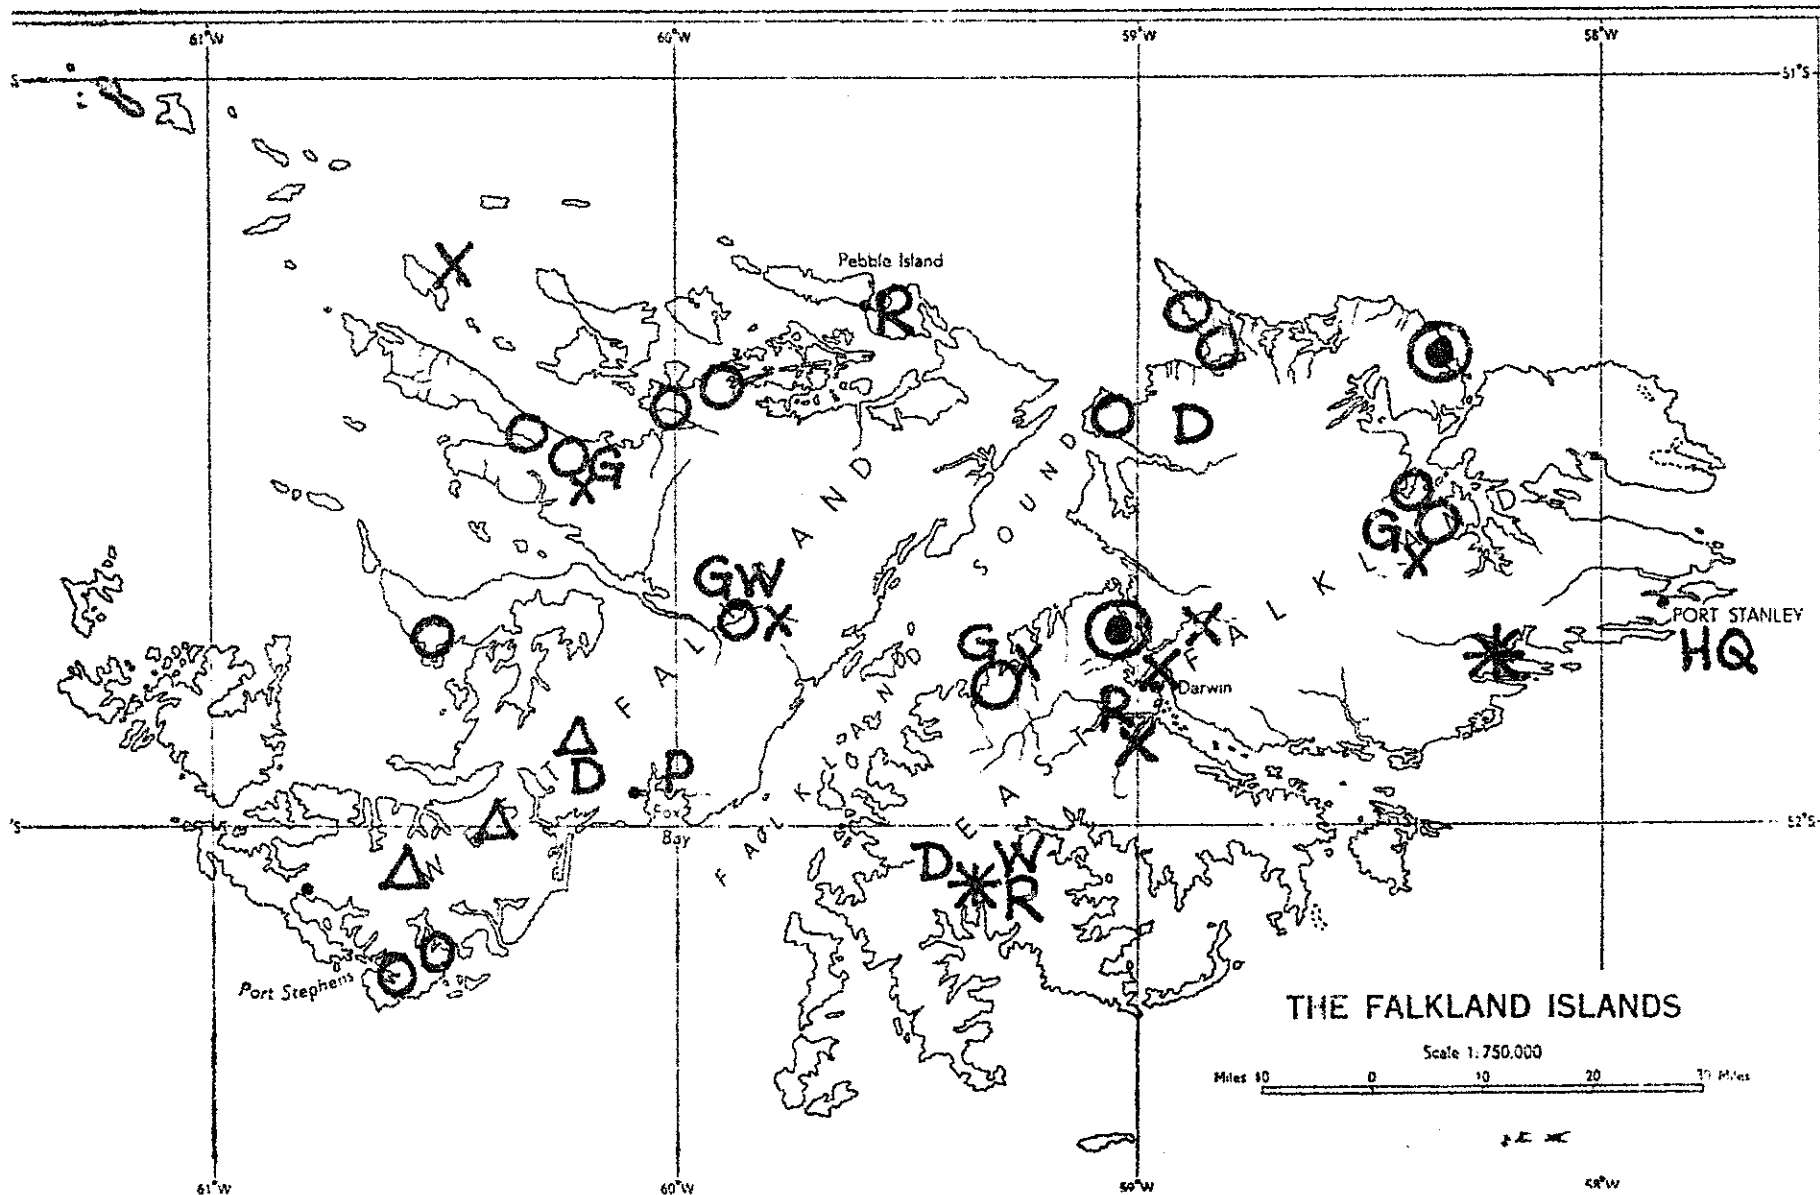 61°W 60°W 59°W 58°W
S 51°S
X
Pebble Island
R
D
G
X
D
G
X
GW
X
PORT STANLEY
HQ
G
X
X
X
Darwin
R
X
FALKLAND SOUND
W FALKLAND
EAST FALKLAND
Δ
D
P
Fox
Bay
Δ
'S 52°S
Δ
D W
R
Port Stephens
THE FALKLAND ISLANDS
Scale 1:750,000
Miles 10 0 10 20 30 Miles
61°W 60°W 59°W 58°W